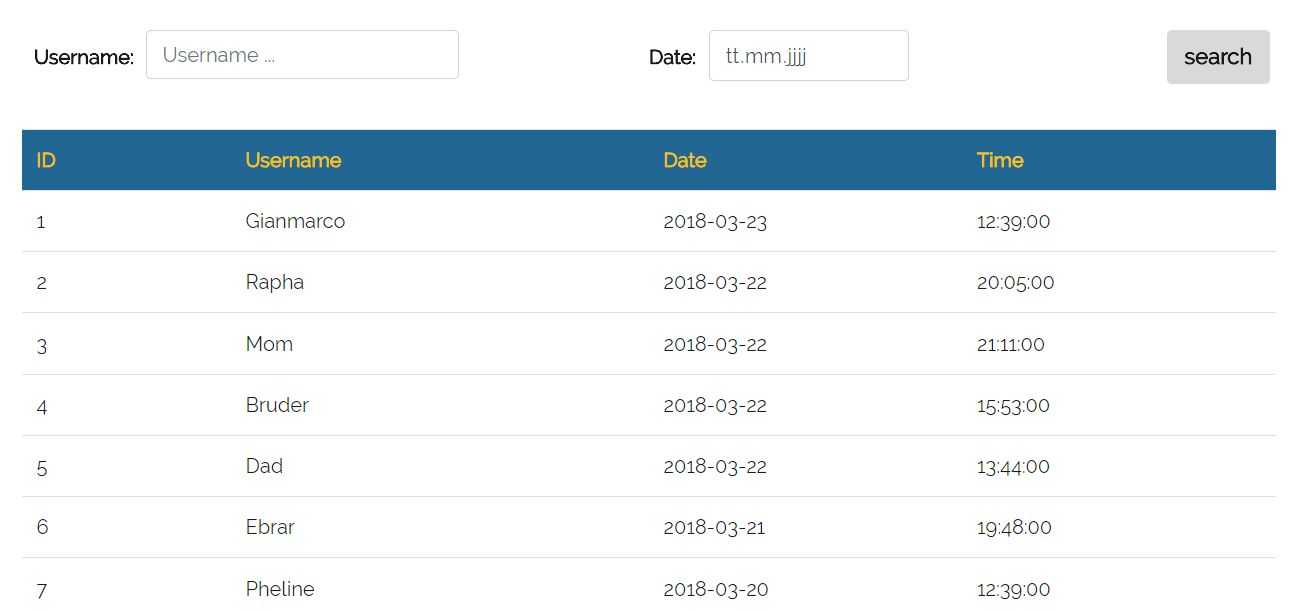 Username: Username ... Date: tt.mm.jjjj search
ID Username Date Time
1 Gianmarco 2018-03-23 12:39:00
2 Rapha 2018-03-22 20:05:00
3 Mom 2018-03-22 21:11:00
4 Bruder 2018-03-22 15:53:00
5 Dad 2018-03-22 13:44:00
6 Ebrar 2018-03-21 19:48:00
7 Pheline 2018-03-20 12:39:00